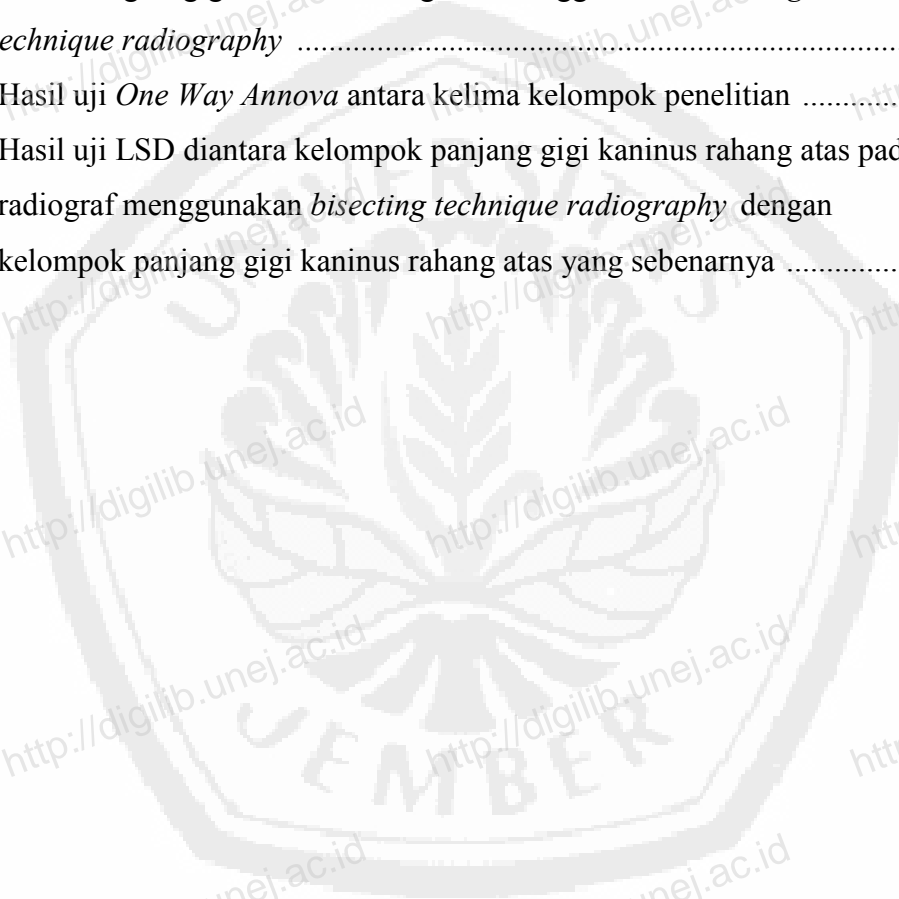 echnique radiography ........................................................................
Hasil uji One Way Annova antara kelima kelompok penelitian ............
Hasil uji LSD diantara kelompok panjang gigi kaninus rahang atas pad
radiograf menggunakan bisecting technique radiography dengan
kelompok panjang gigi kaninus rahang atas yang sebenarnya ..............
UNIVERSITAS
JEMBER
http://digilib.unej.ac.id
http://digilib.unej.ac.id
http://digilib.unej.ac.id
http://digilib.unej.ac.id
http://digilib.unej.ac.id
http://digilib.unej.ac.id
http://digilib.unej.ac.id
http://digilib.unej.ac.id